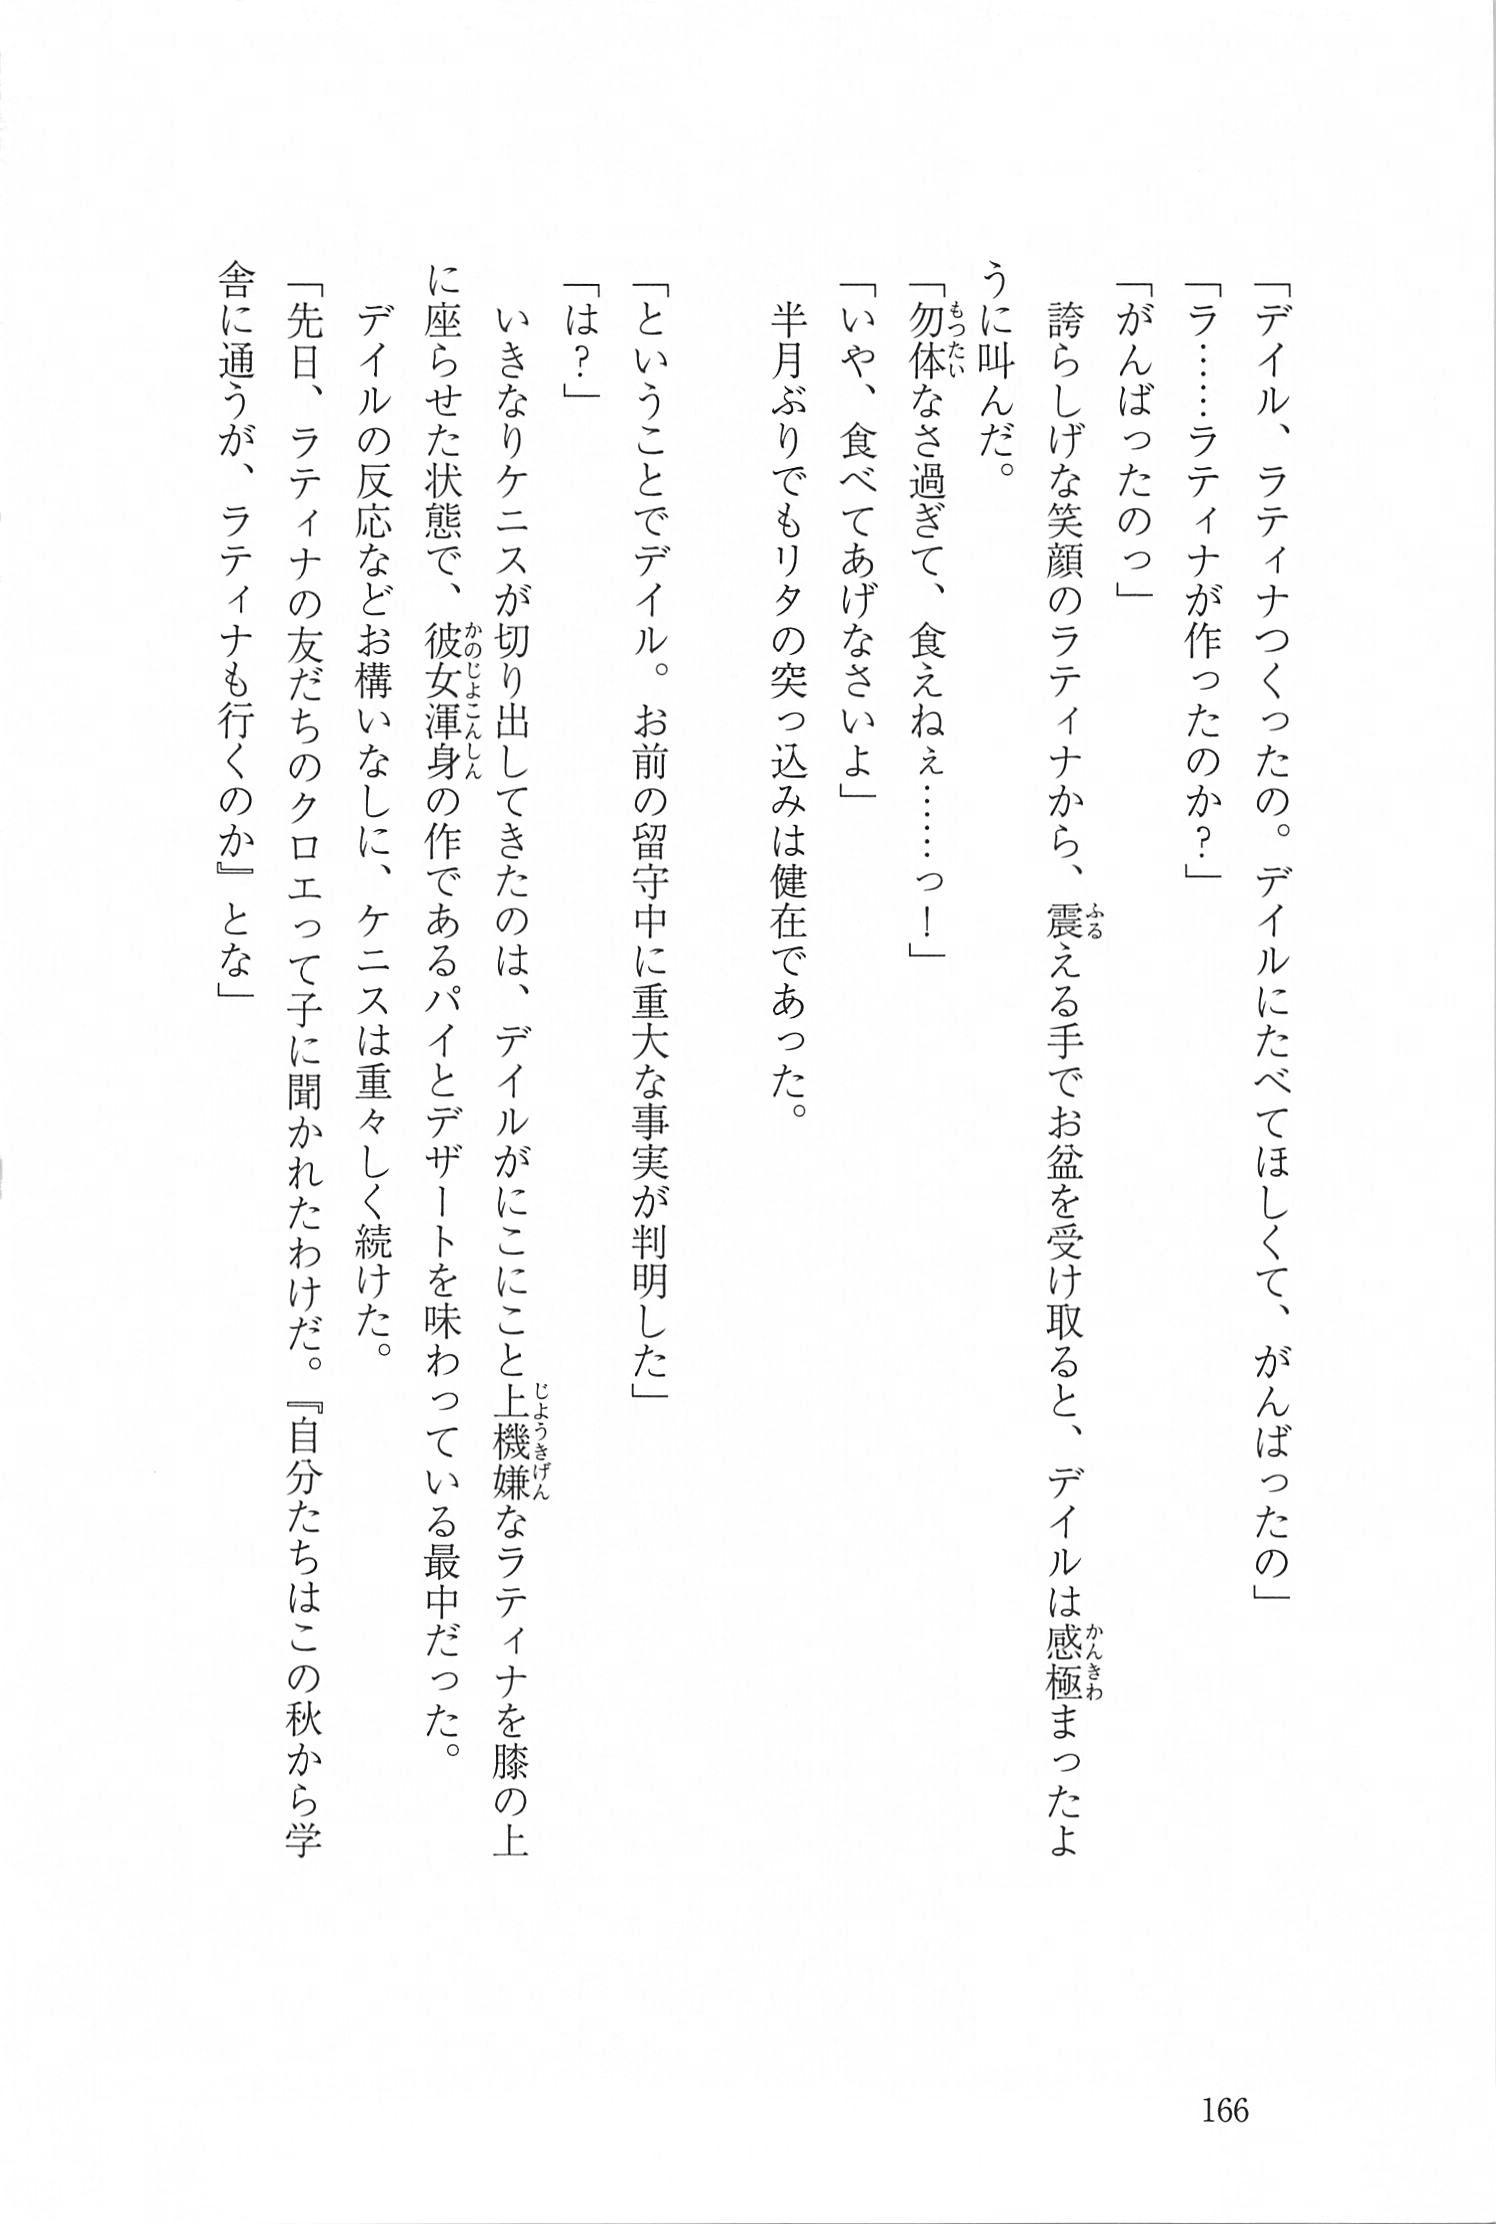 「デイル、ラティナつくったの。デイルにたべてほしくて、がんばったの」
「ラ……ラティナが作ったのか？」
「がんばったのっ」
　誇らしげな笑顔のラティナから、震える手でお盆を受け取ると、デイルは感極まったよ
うに叫んだ。
「勿体なさ過ぎて、食えねぇ……っ！」
「いや、食べてあげなさいよ」
　半月ぶりでもリタの突っ込みは健在であった。
「ということでデイル。お前の留守中に重大な事実が判明した」
「は？」
　いきなりケニスが切り出してきたのは、デイルがにこにこと上機嫌なラティナを膝の上
に座らせた状態で、彼女渾身の作であるパイとデザートを味わっている最中だった。
　デイルの反応などお構いなしに、ケニスは重々しく続けた。
「先日、ラティナの友だちのクロエって子に聞かれたわけだ。『自分たちはこの秋から学
舎に通うが、ラティナも行くのか』とな」
166